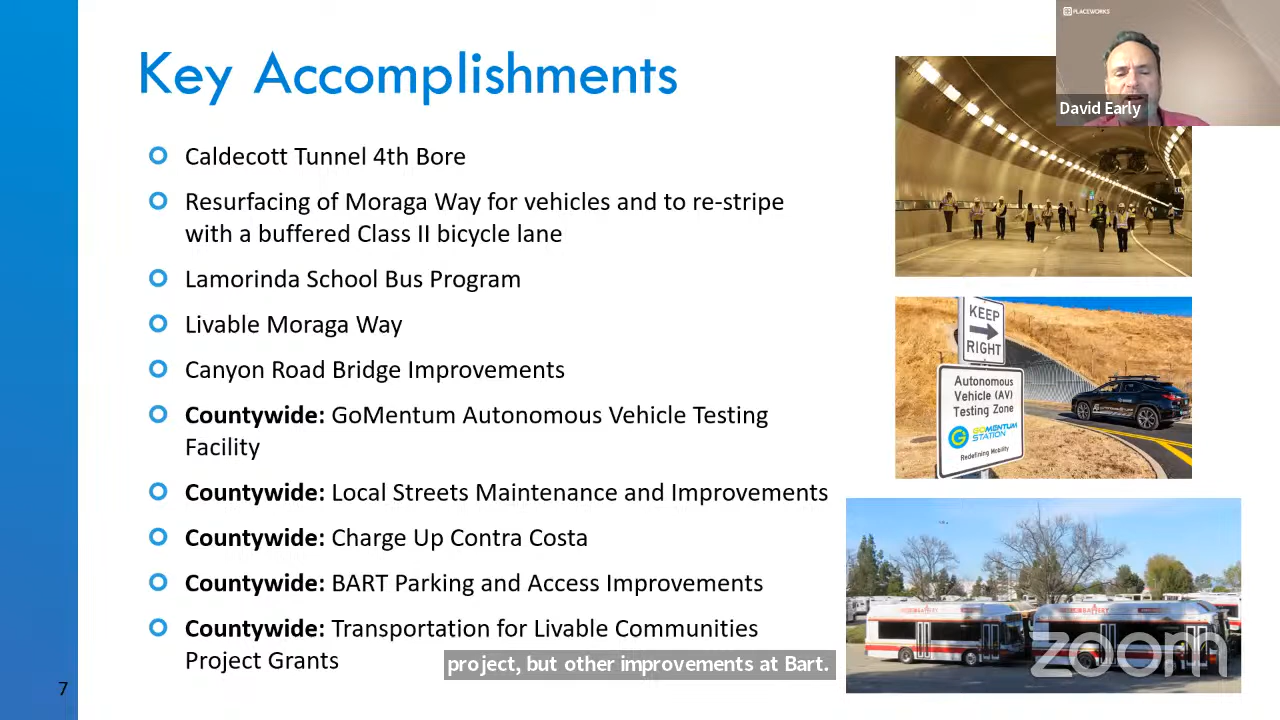 Key Accomplishments
Caldecott Tunnel 4th Bore
Resurfacing of Moraga Way for vehicles and to re-stripe
with a buffered Class II bicycle lane
Lamorinda School Bus Program
Livable Moraga Way
Canyon Road Bridge Improvements
Countywide: GoMentum Autonomous Vehicle Testing
Facility
Countywide: Local Streets Maintenance and Improvements
Countywide: Charge Up Contra Costa
Countywide: BART Parking and Access Improvements
Countywide: Transportation for Livable Communities
Project Grants
7
project, but other improvements at Bart.
PLACEWORKS
David Early
KEEP
RIGHT
Autonomous
Vehicle (AV)
Testing Zone
GOMENTUM
STATION
Redefining Mobility
zoom